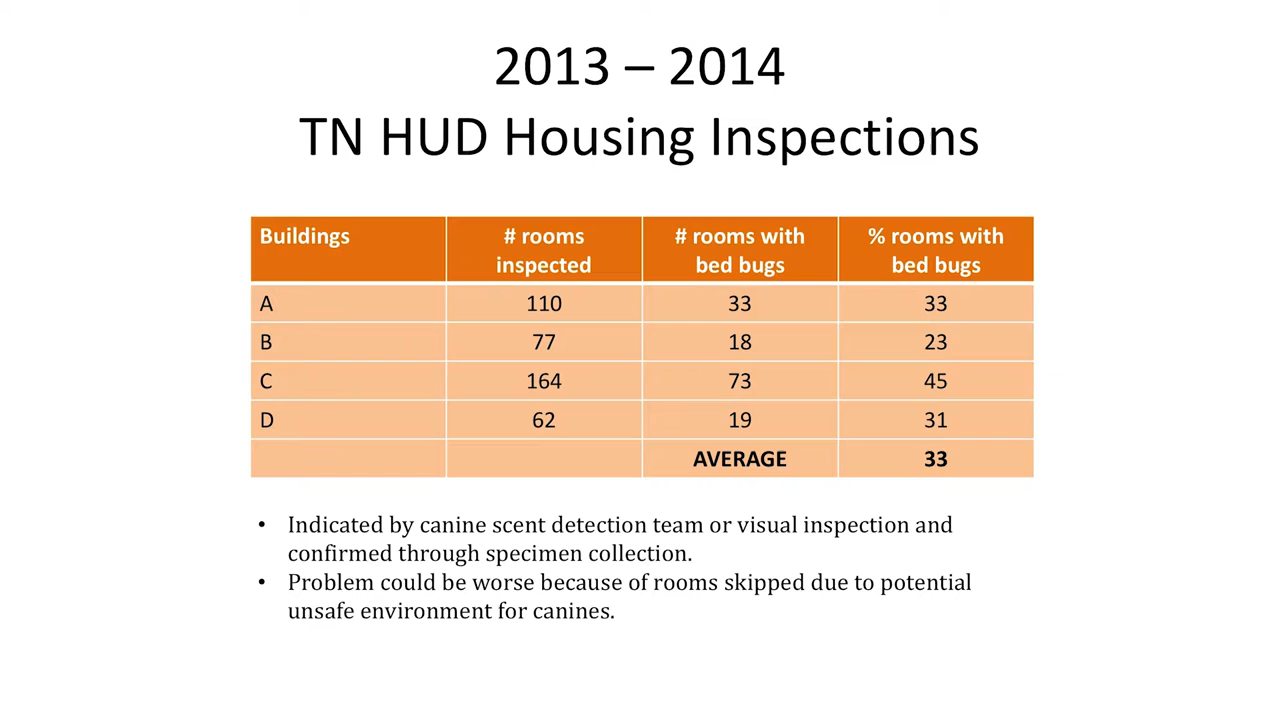 2013 – 2014
TN HUD Housing Inspections
Buildings # rooms inspected # rooms with bed bugs % rooms with bed bugs
A 110 33 33
B 77 18 23
C 164 73 45
D 62 19 31
AVERAGE 33
• Indicated by canine scent detection team or visual inspection and
confirmed through specimen collection.
• Problem could be worse because of rooms skipped due to potential
unsafe environment for canines.